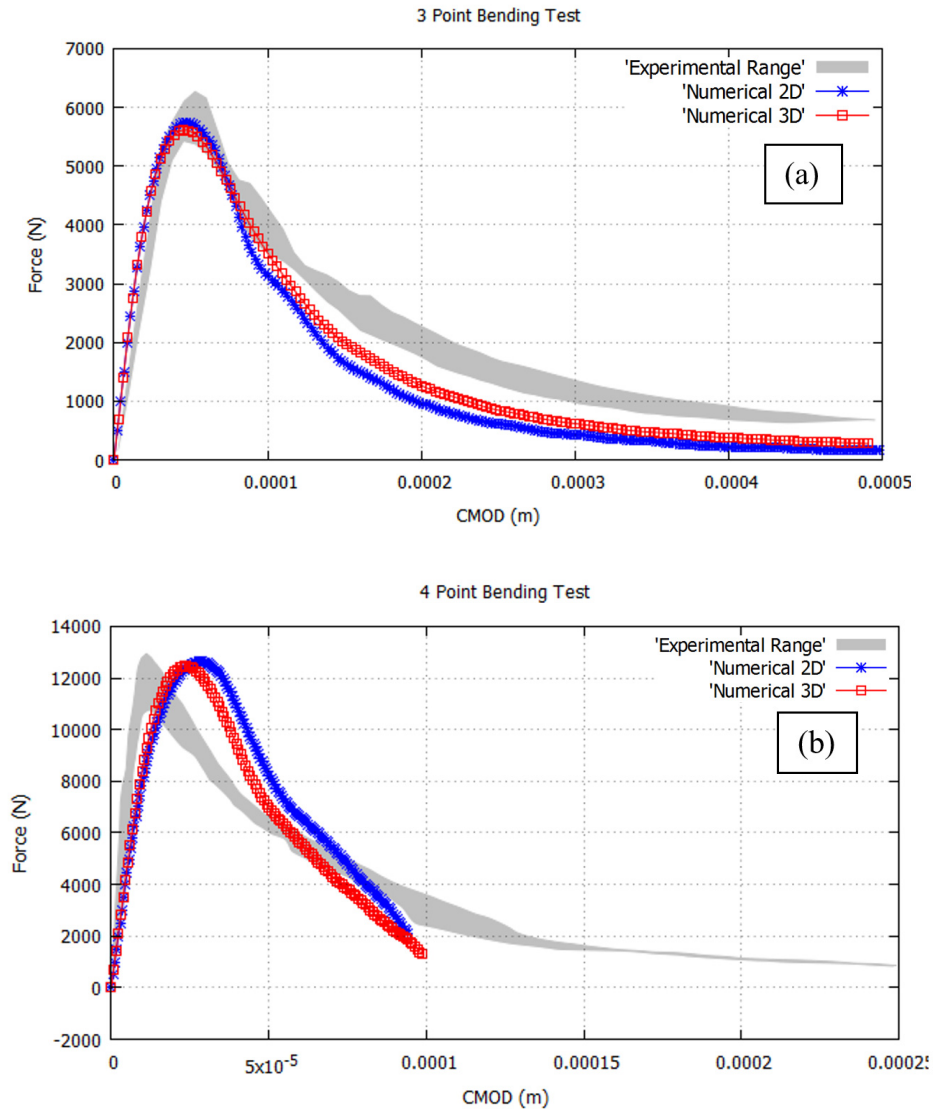 3 Point Bending Test
7000
6000
5000
4000
3000
2000
1000
0
Force (N)
'Experimental Range'
'Numerical 2D'
'Numerical 3D'
(a)
0 0.0001 0.0002 0.0003 0.0004 0.0005
CMOD (m)
4 Point Bending Test
14000
12000
10000
8000
6000
4000
2000
0
-2000
Force (N)
'Experimental Range'
'Numerical 2D'
'Numerical 3D'
(b)
0 5x10⁻⁵ 0.0001 0.00015 0.0002 0.00025
CMOD (m)